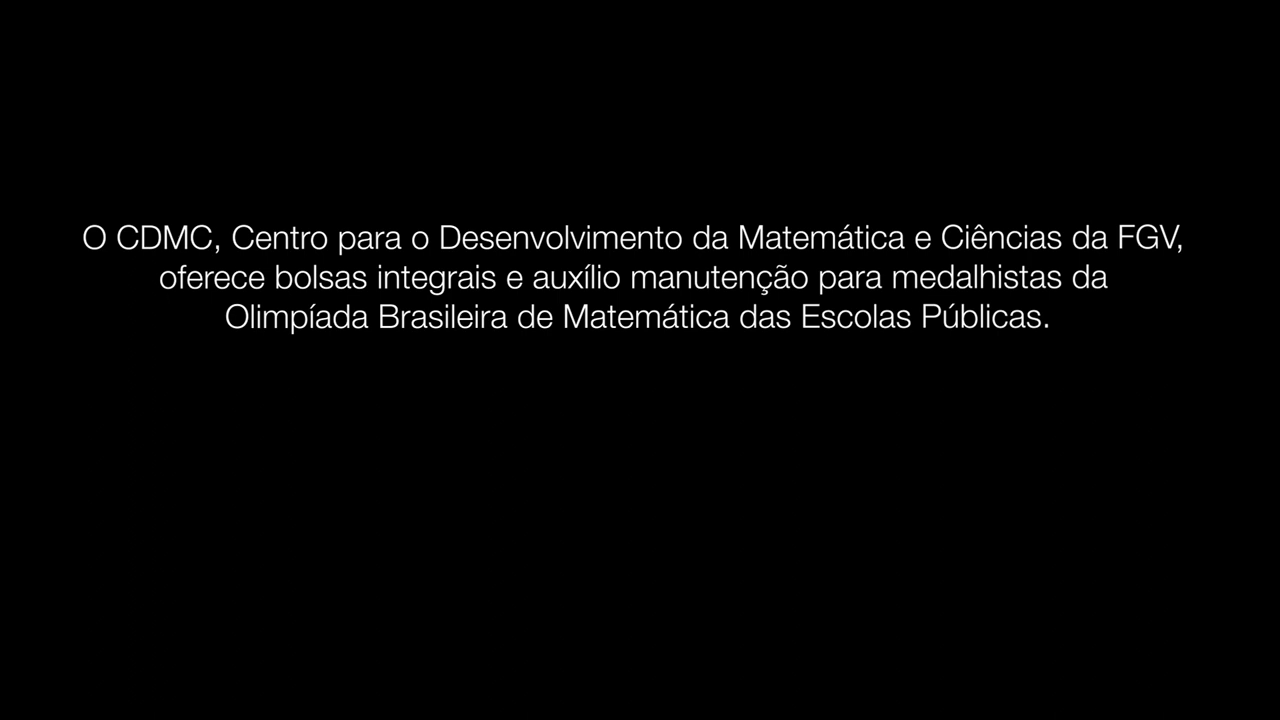 O CDMC, Centro para o Desenvolvimento da Matemática e Ciências da FGV,
oferece bolsas integrais e auxílio manutenção para medalhistas da
Olimpíada Brasileira de Matemática das Escolas Públicas.